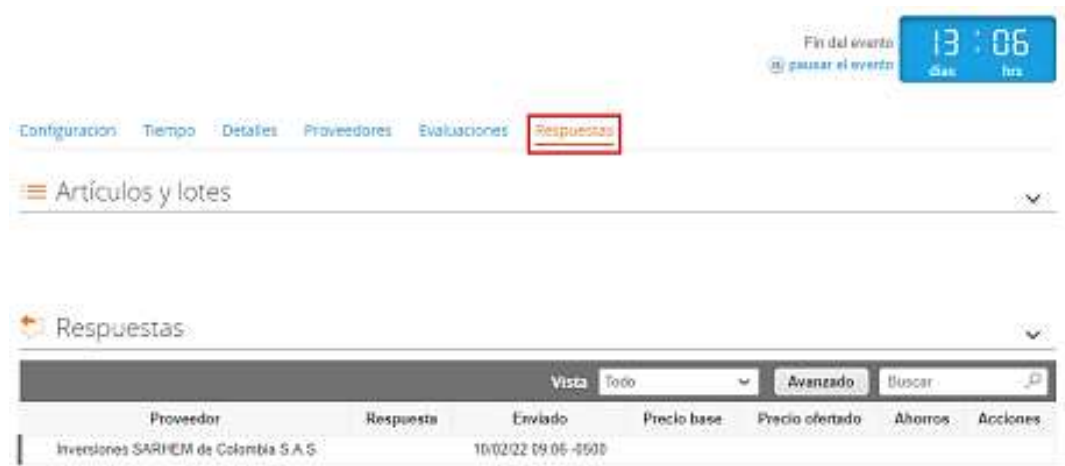 Fin del evento
13 : 06
pausar el evento
días hrs
Configuración Tiempo Detalles Proveedores Evaluaciones Respuestas
Artículos y lotes
Respuestas
Vista Todo Avanzado Buscar
Proveedor Respuesta Enviado Precio base Precio ofertado Ahorros Acciones
Inversiones SARHEM de Colombia S.A.S 10/02/22 09:06 -0500